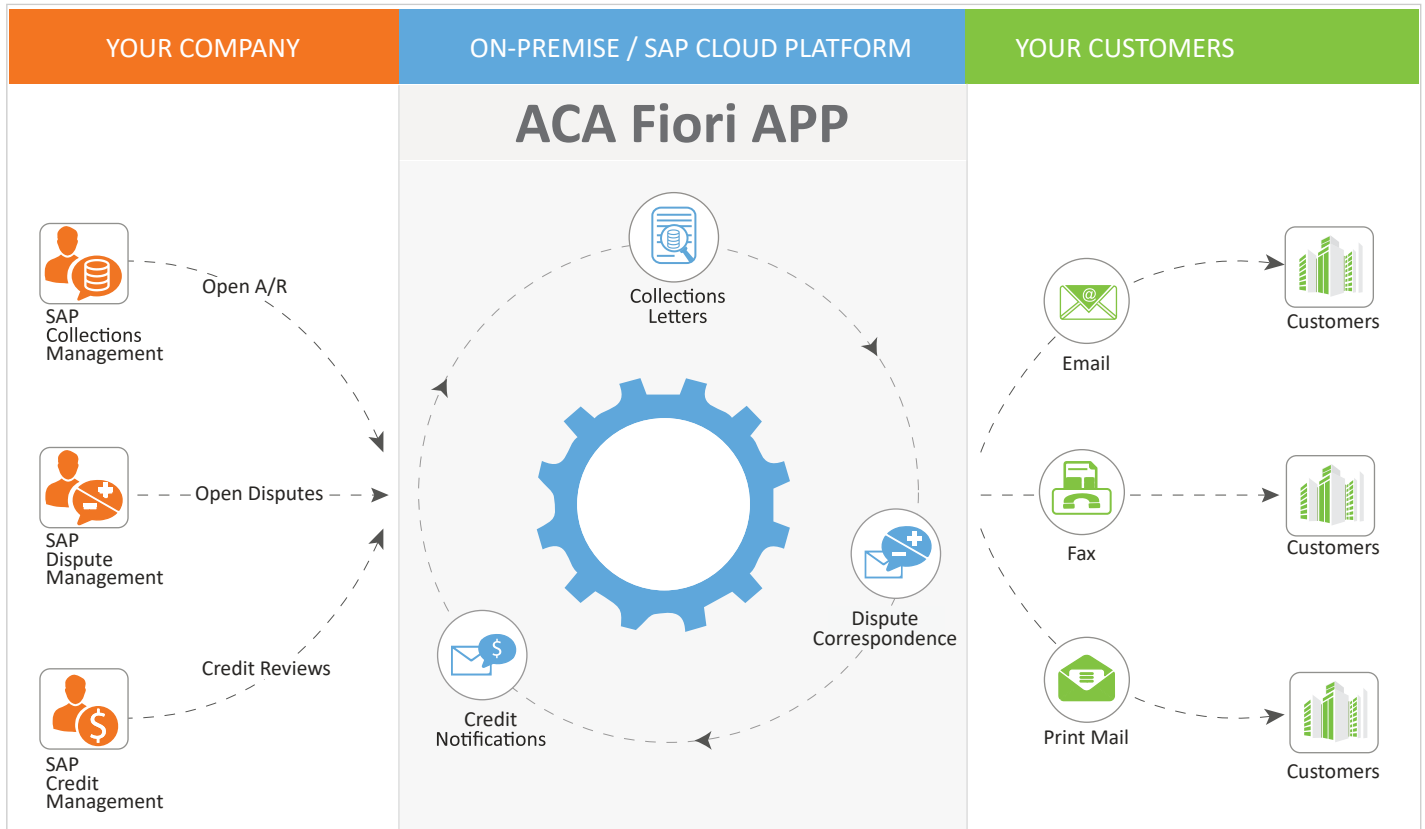 YOUR COMPANY
ON-PREMISE / SAP CLOUD PLATFORM
YOUR CUSTOMERS
ACA Fiori APP
SAP
Collections
Management
Open A/R
SAP
Dispute
Management
Open Disputes
SAP
Credit
Management
Credit Reviews
Collections
Letters
Dispute
Correspondence
$
Credit
Notifications
@
Email
Fax
Print Mail
Customers
Customers
Customers